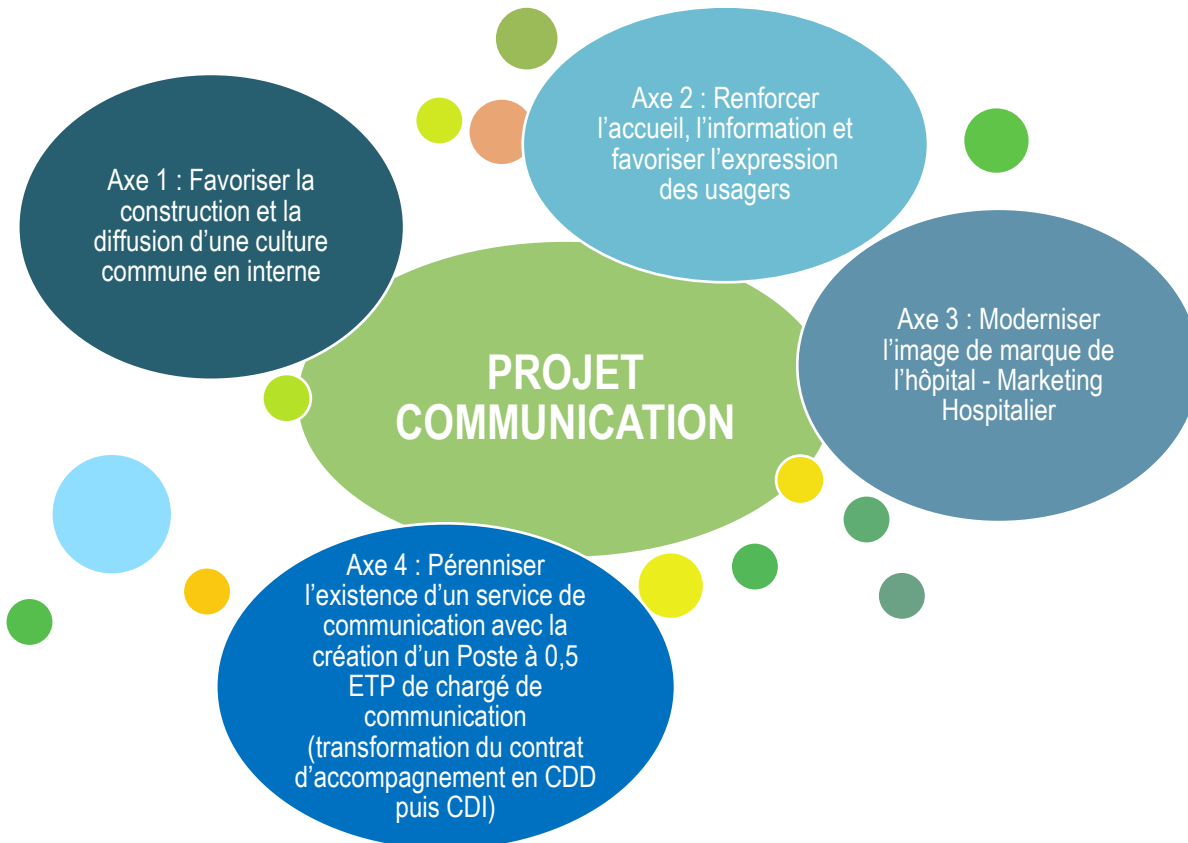 Axe 1 : Favoriser la
construction et la
diffusion d’une culture
commune en interne
Axe 2 : Renforcer
l’accueil, l’information et
favoriser l’expression
des usagers
Axe 3 : Moderniser
l’image de marque de
l’hôpital - Marketing
Hospitalier
PROJET
COMMUNICATION
Axe 4 : Pérenniser
l’existence d’un service de
communication avec la
création d’un Poste à 0,5
ETP de chargé de
communication
(transformation du contrat
d’accompagnement en CDD
puis CDI)